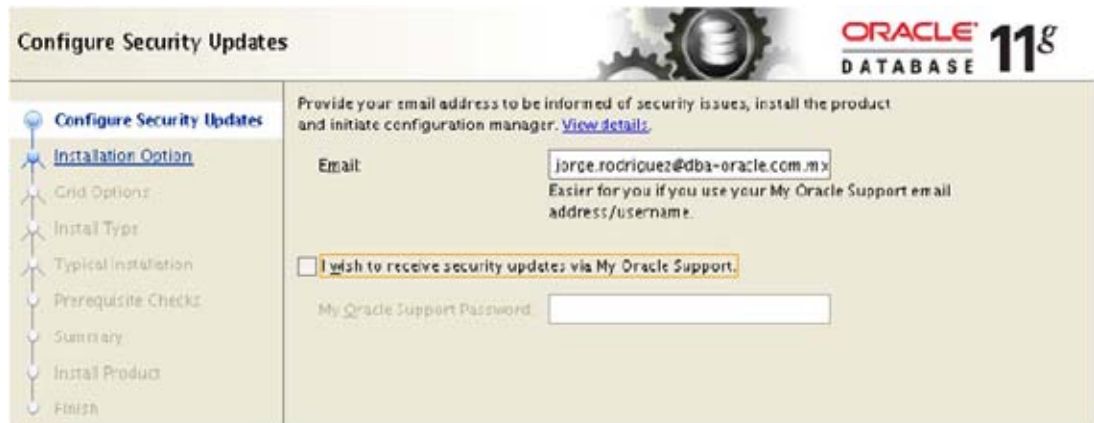 Configure Security Updates
ORACLE DATABASE 11g
Configure Security Updates
Installation Option
Grid Options
Install Type
Typical Installation
Prerequisite Checks
Summary
Install Product
Finish
Provide your email address to be informed of security issues, install the product
and initiate configuration manager. View details.
Email:
jorge.rodriguez@dba-oracle.com.mx
Easier for you if you use your My Oracle Support email
address/username.
I wish to receive security updates via My Oracle Support.
My Oracle Support Password: